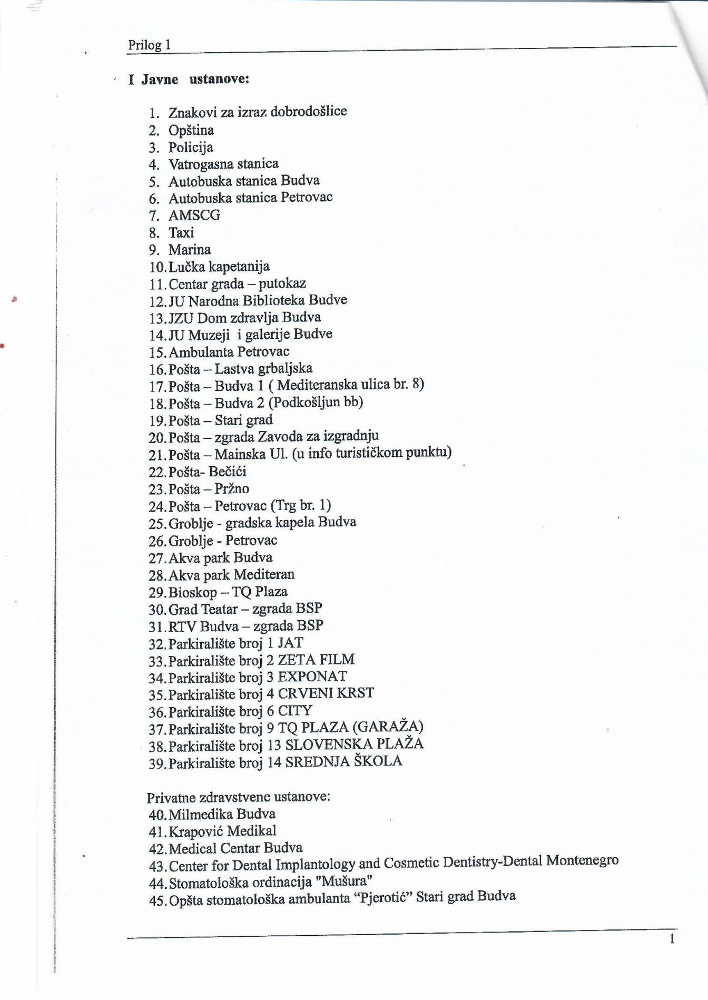 Prilog 1
I Javne ustanove:
1. Znakovi za izraz dobrodošlice
2. Opština
3. Policija
4. Vatrogasna stanica
5. Autobuska stanica Budva
6. Autobuska stanica Petrovac
7. AMSCG
8. Taxi
9. Marina
10. Lučka kapetanija
11. Centar grada – putokaz
12. JU Narodna Biblioteka Budve
13. JZU Dom zdravlja Budva
14. JU Muzeji i galerije Budve
15. Ambulanta Petrovac
16. Pošta – Lastva grbaljska
17. Pošta – Budva 1 ( Mediteranska ulica br. 8)
18. Pošta – Budva 2 (Podkošljun bb)
19. Pošta – Stari grad
20. Pošta – zgrada Zavoda za izgradnju
21. Pošta – Mainska Ul. (u info turističkom punktu)
22. Pošta- Bečići
23. Pošta – Pržno
24. Pošta – Petrovac (Trg br. 1)
25. Groblje - gradska kapela Budva
26. Groblje - Petrovac
27. Akva park Budva
28. Akva park Mediteran
29. Bioskop – TQ Plaza
30. Grad Teatar – zgrada BSP
31. RTV Budva – zgrada BSP
32. Parkiralište broj 1 JAT
33. Parkiralište broj 2 ZETA FILM
34. Parkiralište broj 3 EXPONAT
35. Parkiralište broj 4 CRVENI KRST
36. Parkiralište broj 6 CITY
37. Parkiralište broj 9 TQ PLAZA (GARAŽA)
38. Parkiralište broj 13 SLOVENSKA PLAŽA
39. Parkiralište broj 14 SREDNJA ŠKOLA
Privatne zdravstvene ustanove:
40. Milmedika Budva
41. Krapović Medikal
42. Medical Centar Budva
43. Center for Dental Implantology and Cosmetic Dentistry-Dental Montenegro
44. Stomatološka ordinacija "Mušura"
45. Opšta stomatološka ambulanta “Pjerotić” Stari grad Budva
1